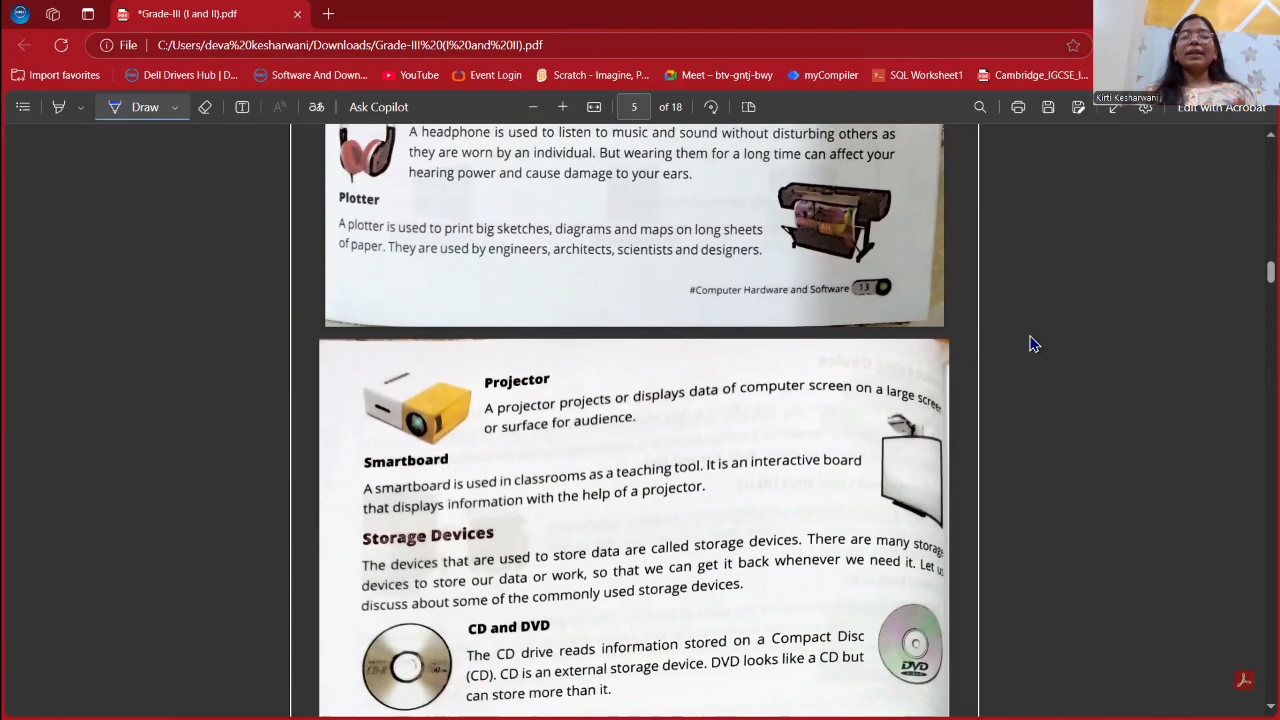 *Grade-III (I and II).pdf
File
C:/Users/deva%20kesharwani/Downloads/Grade-III%20(I%20and%20II).pdf
Import favorites
Dell Drivers Hub | D...
Software And Down...
YouTube
Event Login
Scratch - Imagine, P...
Meet – btv-gntj-bwy
myCompiler
SQL Worksheet1
Cambridge_IGCSE_I...
Kirti Kesharwani
Draw
Ask Copilot
5 of 18
Edit with Acrobat
A headphone is used to listen to music and sound without disturbing others as
they are worn by an individual. But wearing them for a long time can affect your
hearing power and cause damage to your ears.
Plotter
A plotter is used to print big sketches, diagrams and maps on long sheets
of paper. They are used by engineers, architects, scientists and designers.
#Computer Hardware and Software 13
Projector
A projector projects or displays data of computer screen on a large screen
or surface for audience.
Smartboard
A smartboard is used in classrooms as a teaching tool. It is an interactive board
that displays information with the help of a projector.
Storage Devices
The devices that are used to store data are called storage devices. There are many storage
devices to store our data or work, so that we can get it back whenever we need it. Let us
discuss about some of the commonly used storage devices.
CD and DVD
The CD drive reads information stored on a Compact Disc
(CD). CD is an external storage device. DVD looks like a CD but
can store more than it.
DVD